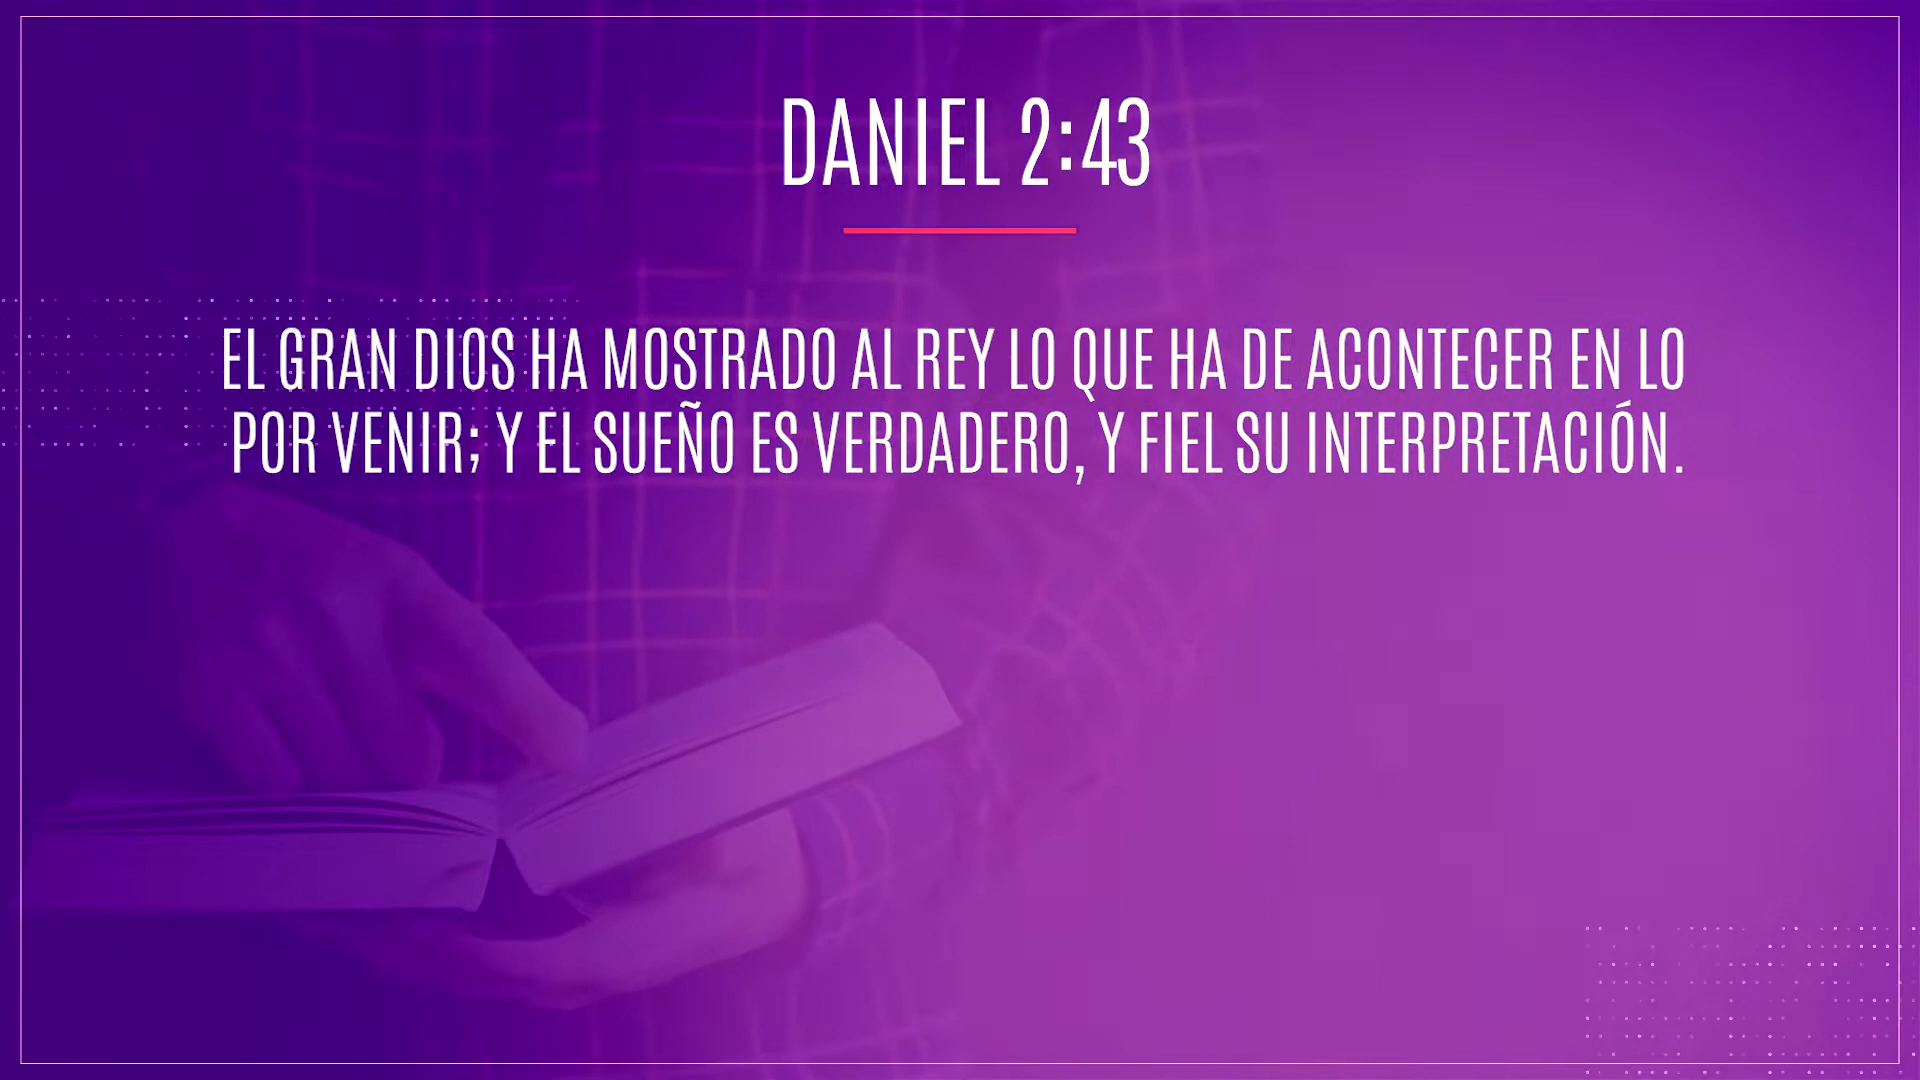 DANIEL 2:43
EL GRAN DIOS HA MOSTRADO AL REY LO QUE HA DE ACONTECER EN LO
POR VENIR; Y EL SUEÑO ES VERDADERO, Y FIEL SU INTERPRETACIÓN.